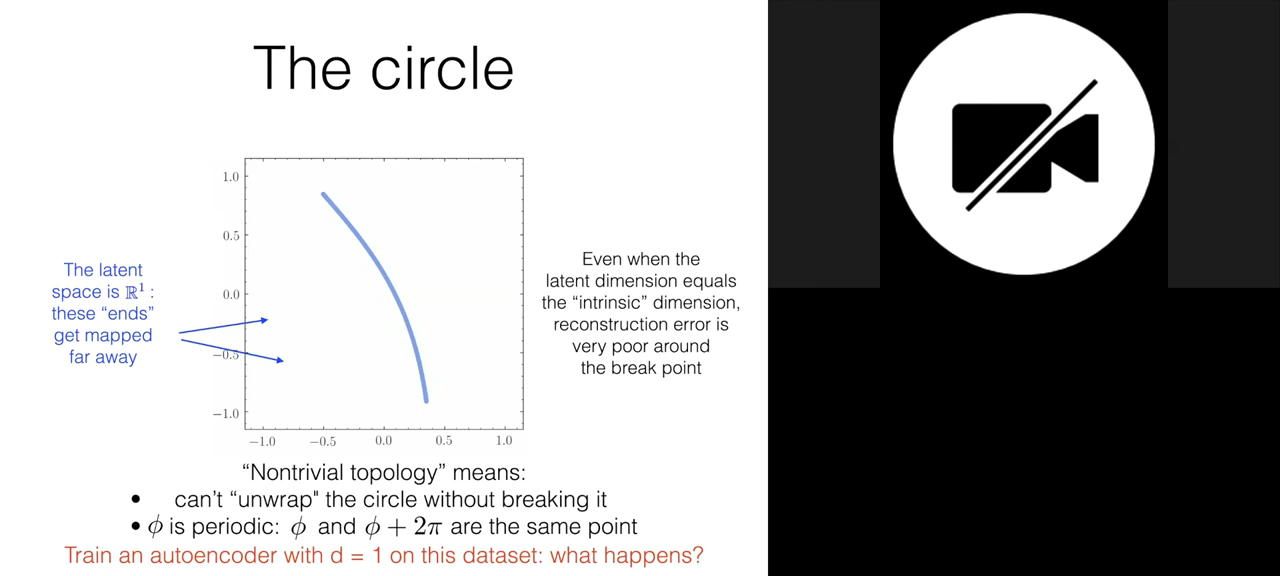 The circle
1.0
0.5
0.0
−0.5
−1.0
−1.0 −0.5 0.0 0.5 1.0
The latent
space is ℝ¹ :
these “ends”
get mapped
far away
Even when the
latent dimension equals
the “intrinsic” dimension,
reconstruction error is
very poor around
the break point
“Nontrivial topology” means:
• can’t “unwrap" the circle without breaking it
• ϕ is periodic: ϕ and ϕ + 2π are the same point
Train an autoencoder with d = 1 on this dataset: what happens?